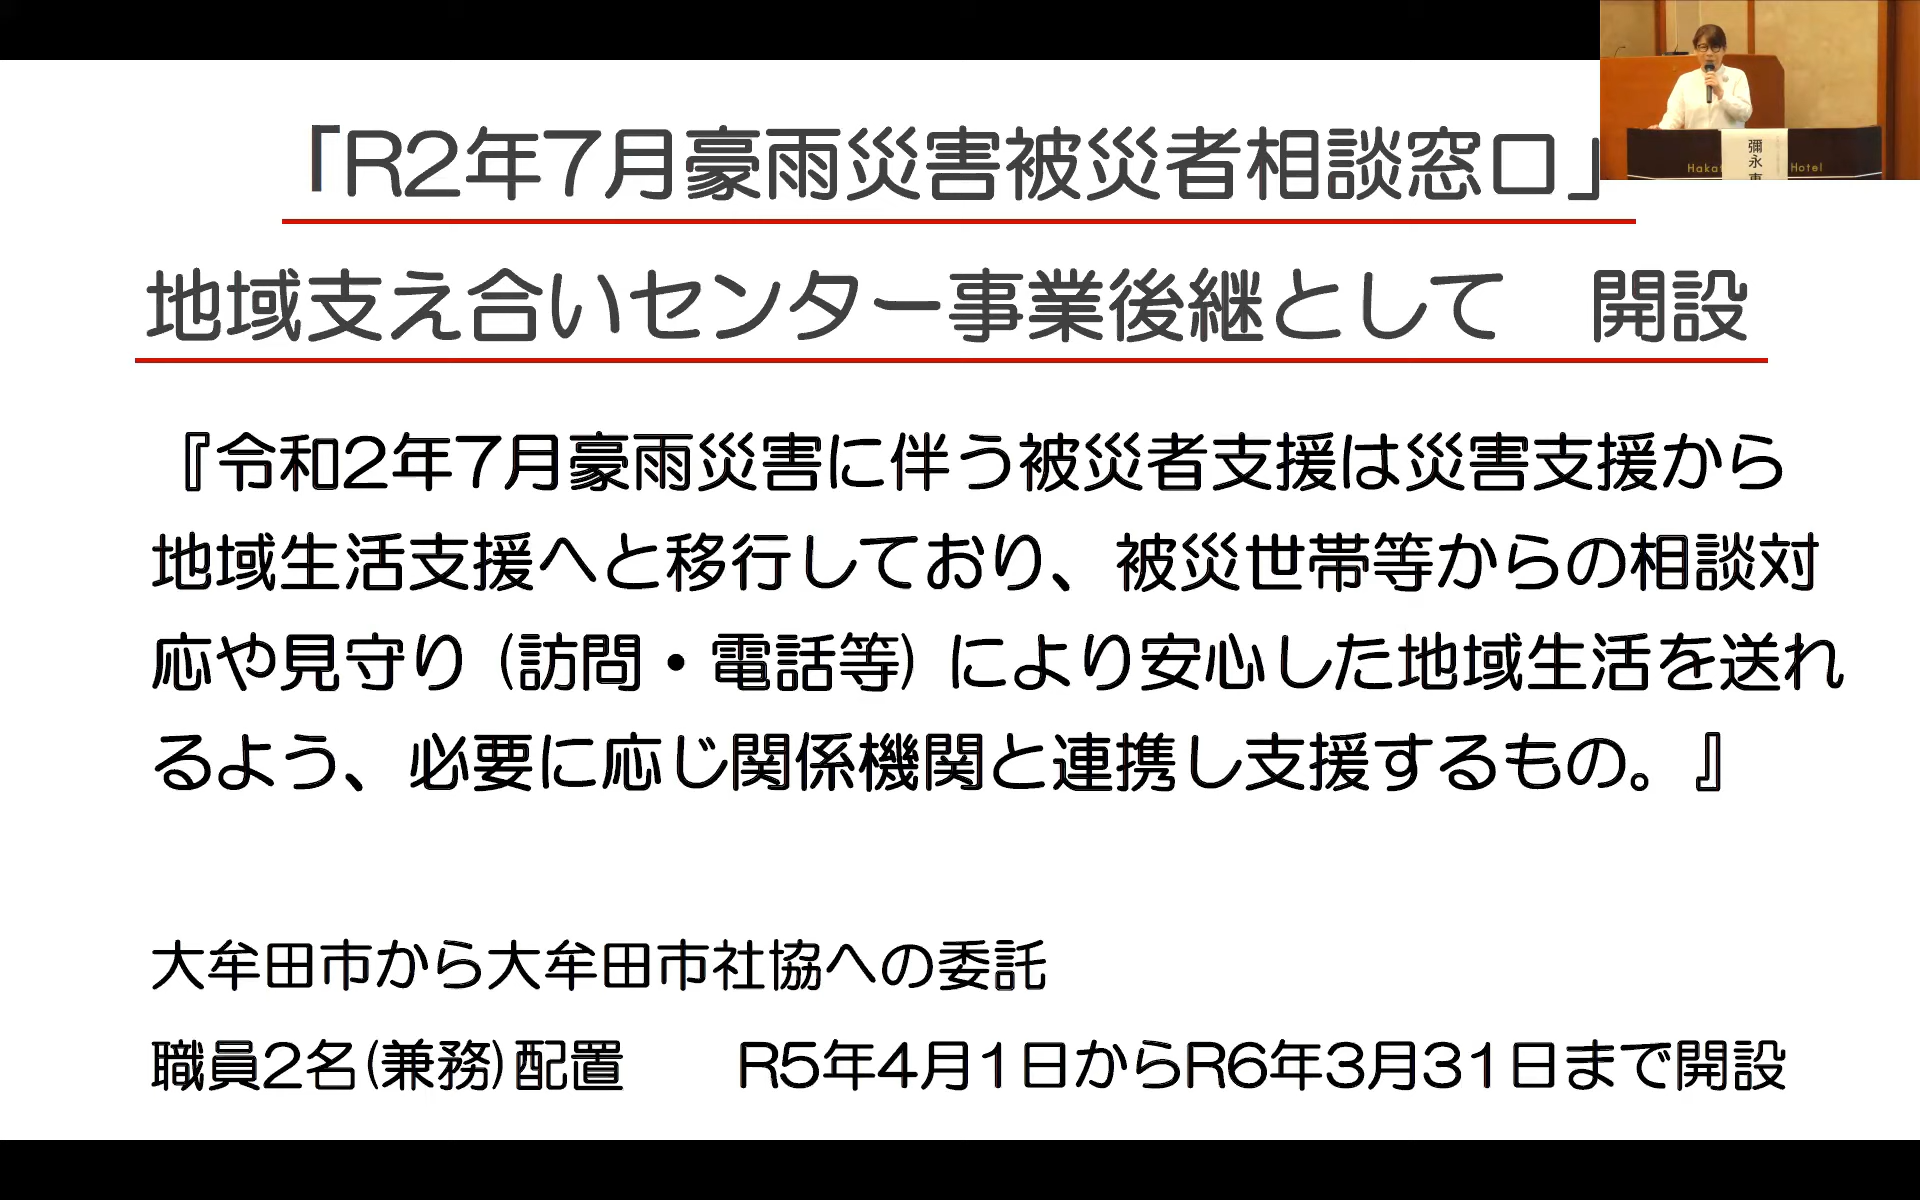 「R2年7月豪雨災害被災者相談窓口」
地域支え合いセンター事業後継として　開設
『令和2年7月豪雨災害に伴う被災者支援は災害支援から
地域生活支援へと移行しており、被災世帯等からの相談対
応や見守り（訪問・電話等）により安心した地域生活を送れ
るよう、必要に応じ関係機関と連携し支援するもの。』
大牟田市から大牟田市社協への委託
職員2名(兼務)配置　　R5年4月1日からR6年3月31日まで開設
彌永
Hotel